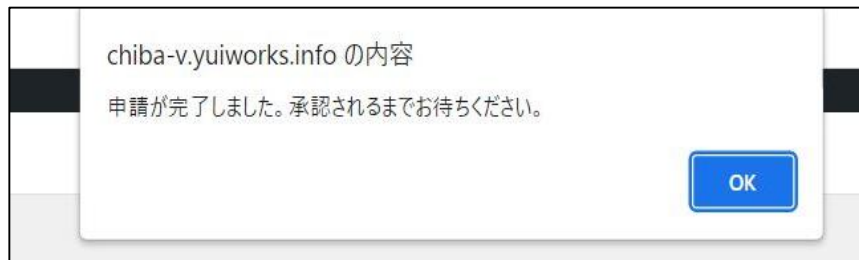 chiba-v.yuiworks.info の内容
申請が完了しました。承認されるまでお待ちください。
OK